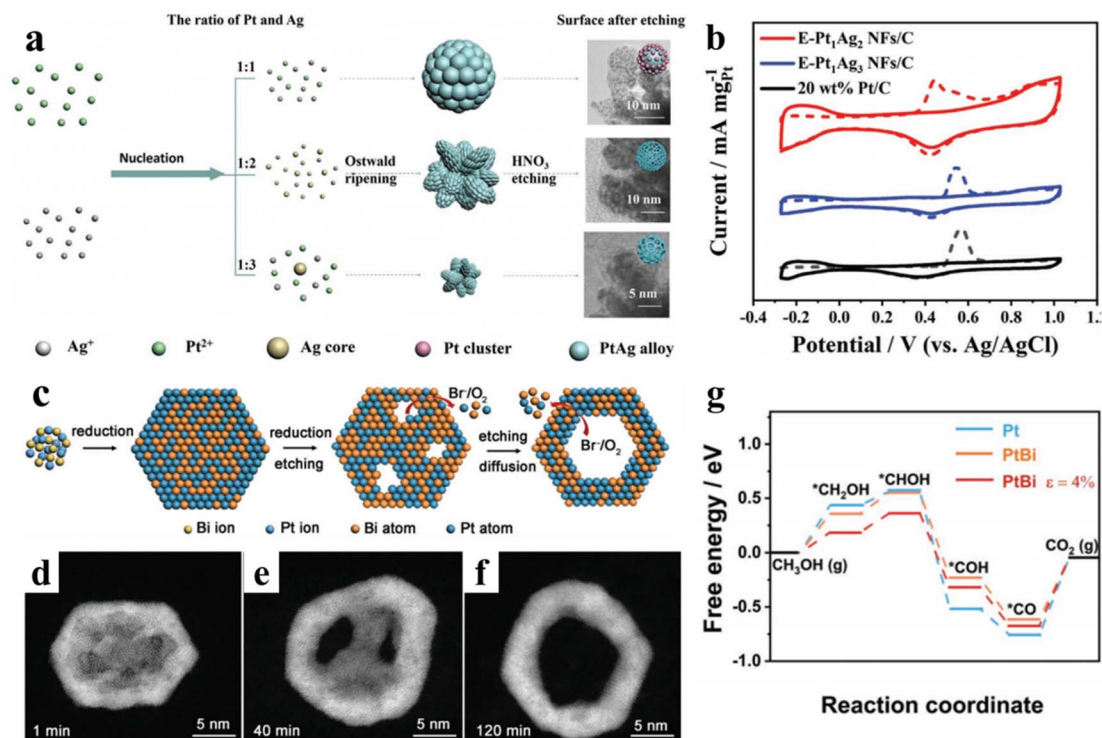 a
The ratio of Pt and Ag
Surface after etching
1:1
10 nm
Nucleation
1:2
Ostwald
ripening
HNO₃
etching
10 nm
1:3
5 nm
Ag⁺
Pt²⁺
Ag core
Pt cluster
PtAg alloy
b
E-Pt₁Ag₂ NFs/C
E-Pt₁Ag₃ NFs/C
20 wt% Pt/C
Current / mA mg⁻¹Pt
-0.4 -0.2 0.0 0.2 0.4 0.6 0.8 1.0 1.
Potential / V (vs. Ag/AgCl)
c
reduction
reduction
etching
Br⁻/O₂
etching
diffusion
Br⁻/O₂
Bi ion
Pt ion
Bi atom
Pt atom
d
1 min
5 nm
e
40 min
5 nm
f
120 min
5 nm
g
Pt
PtBi
PtBi ε = 4%
Free energy / eV
1.0
0.5
0.0
-0.5
-1.0
CH₃OH (g)
*CH₂OH
*CHOH
*COH
*CO
CO₂ (g)
Reaction coordinate